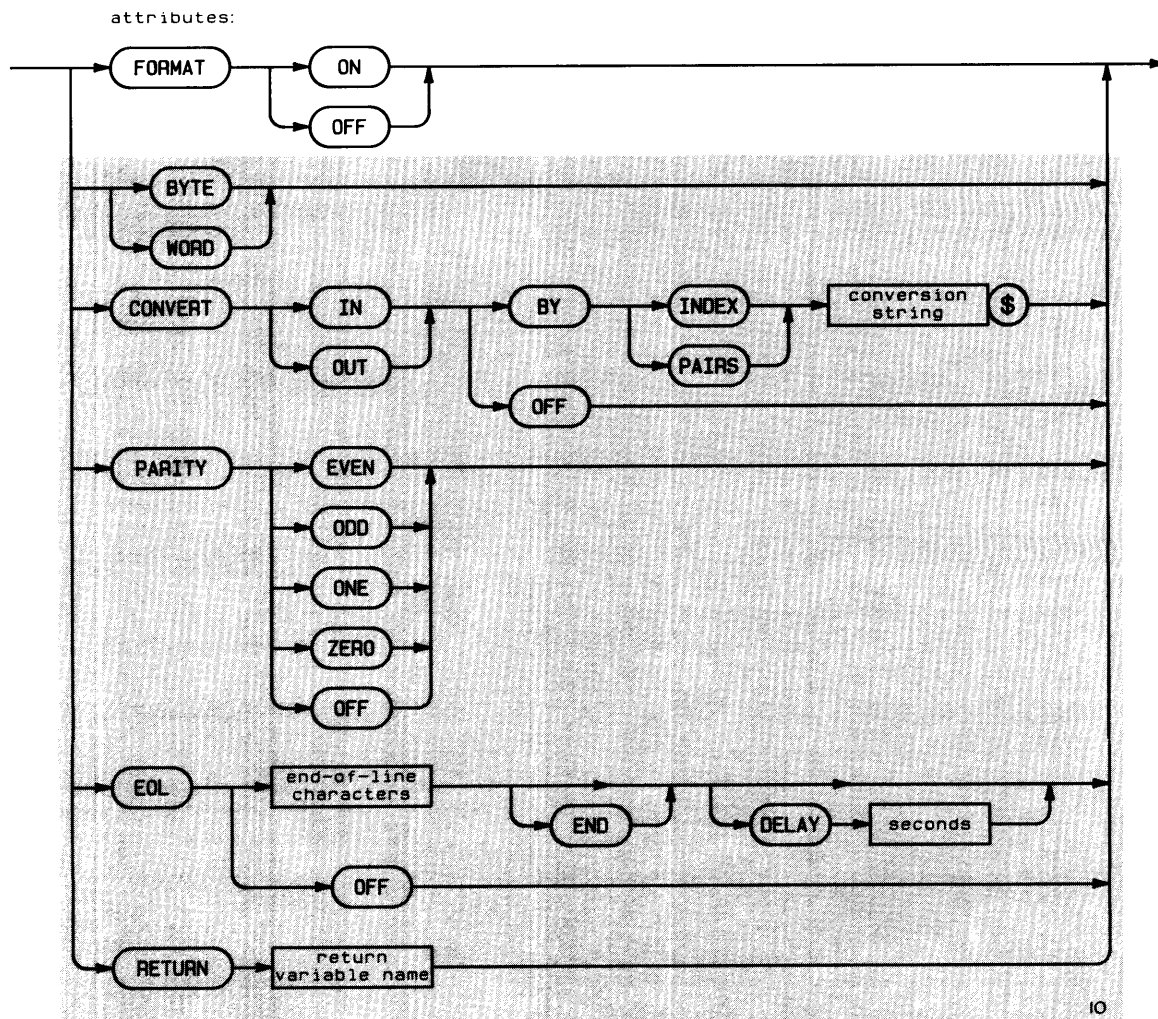 attributes:
FORMAT
ON
OFF
BYTE
WORD
CONVERT
IN
OUT
BY
INDEX
PAIRS
conversion
string
$
OFF
PARITY
EVEN
ODD
ONE
ZERO
OFF
EOL
end-of-line
characters
END
DELAY
seconds
OFF
RETURN
return
variable name
IO